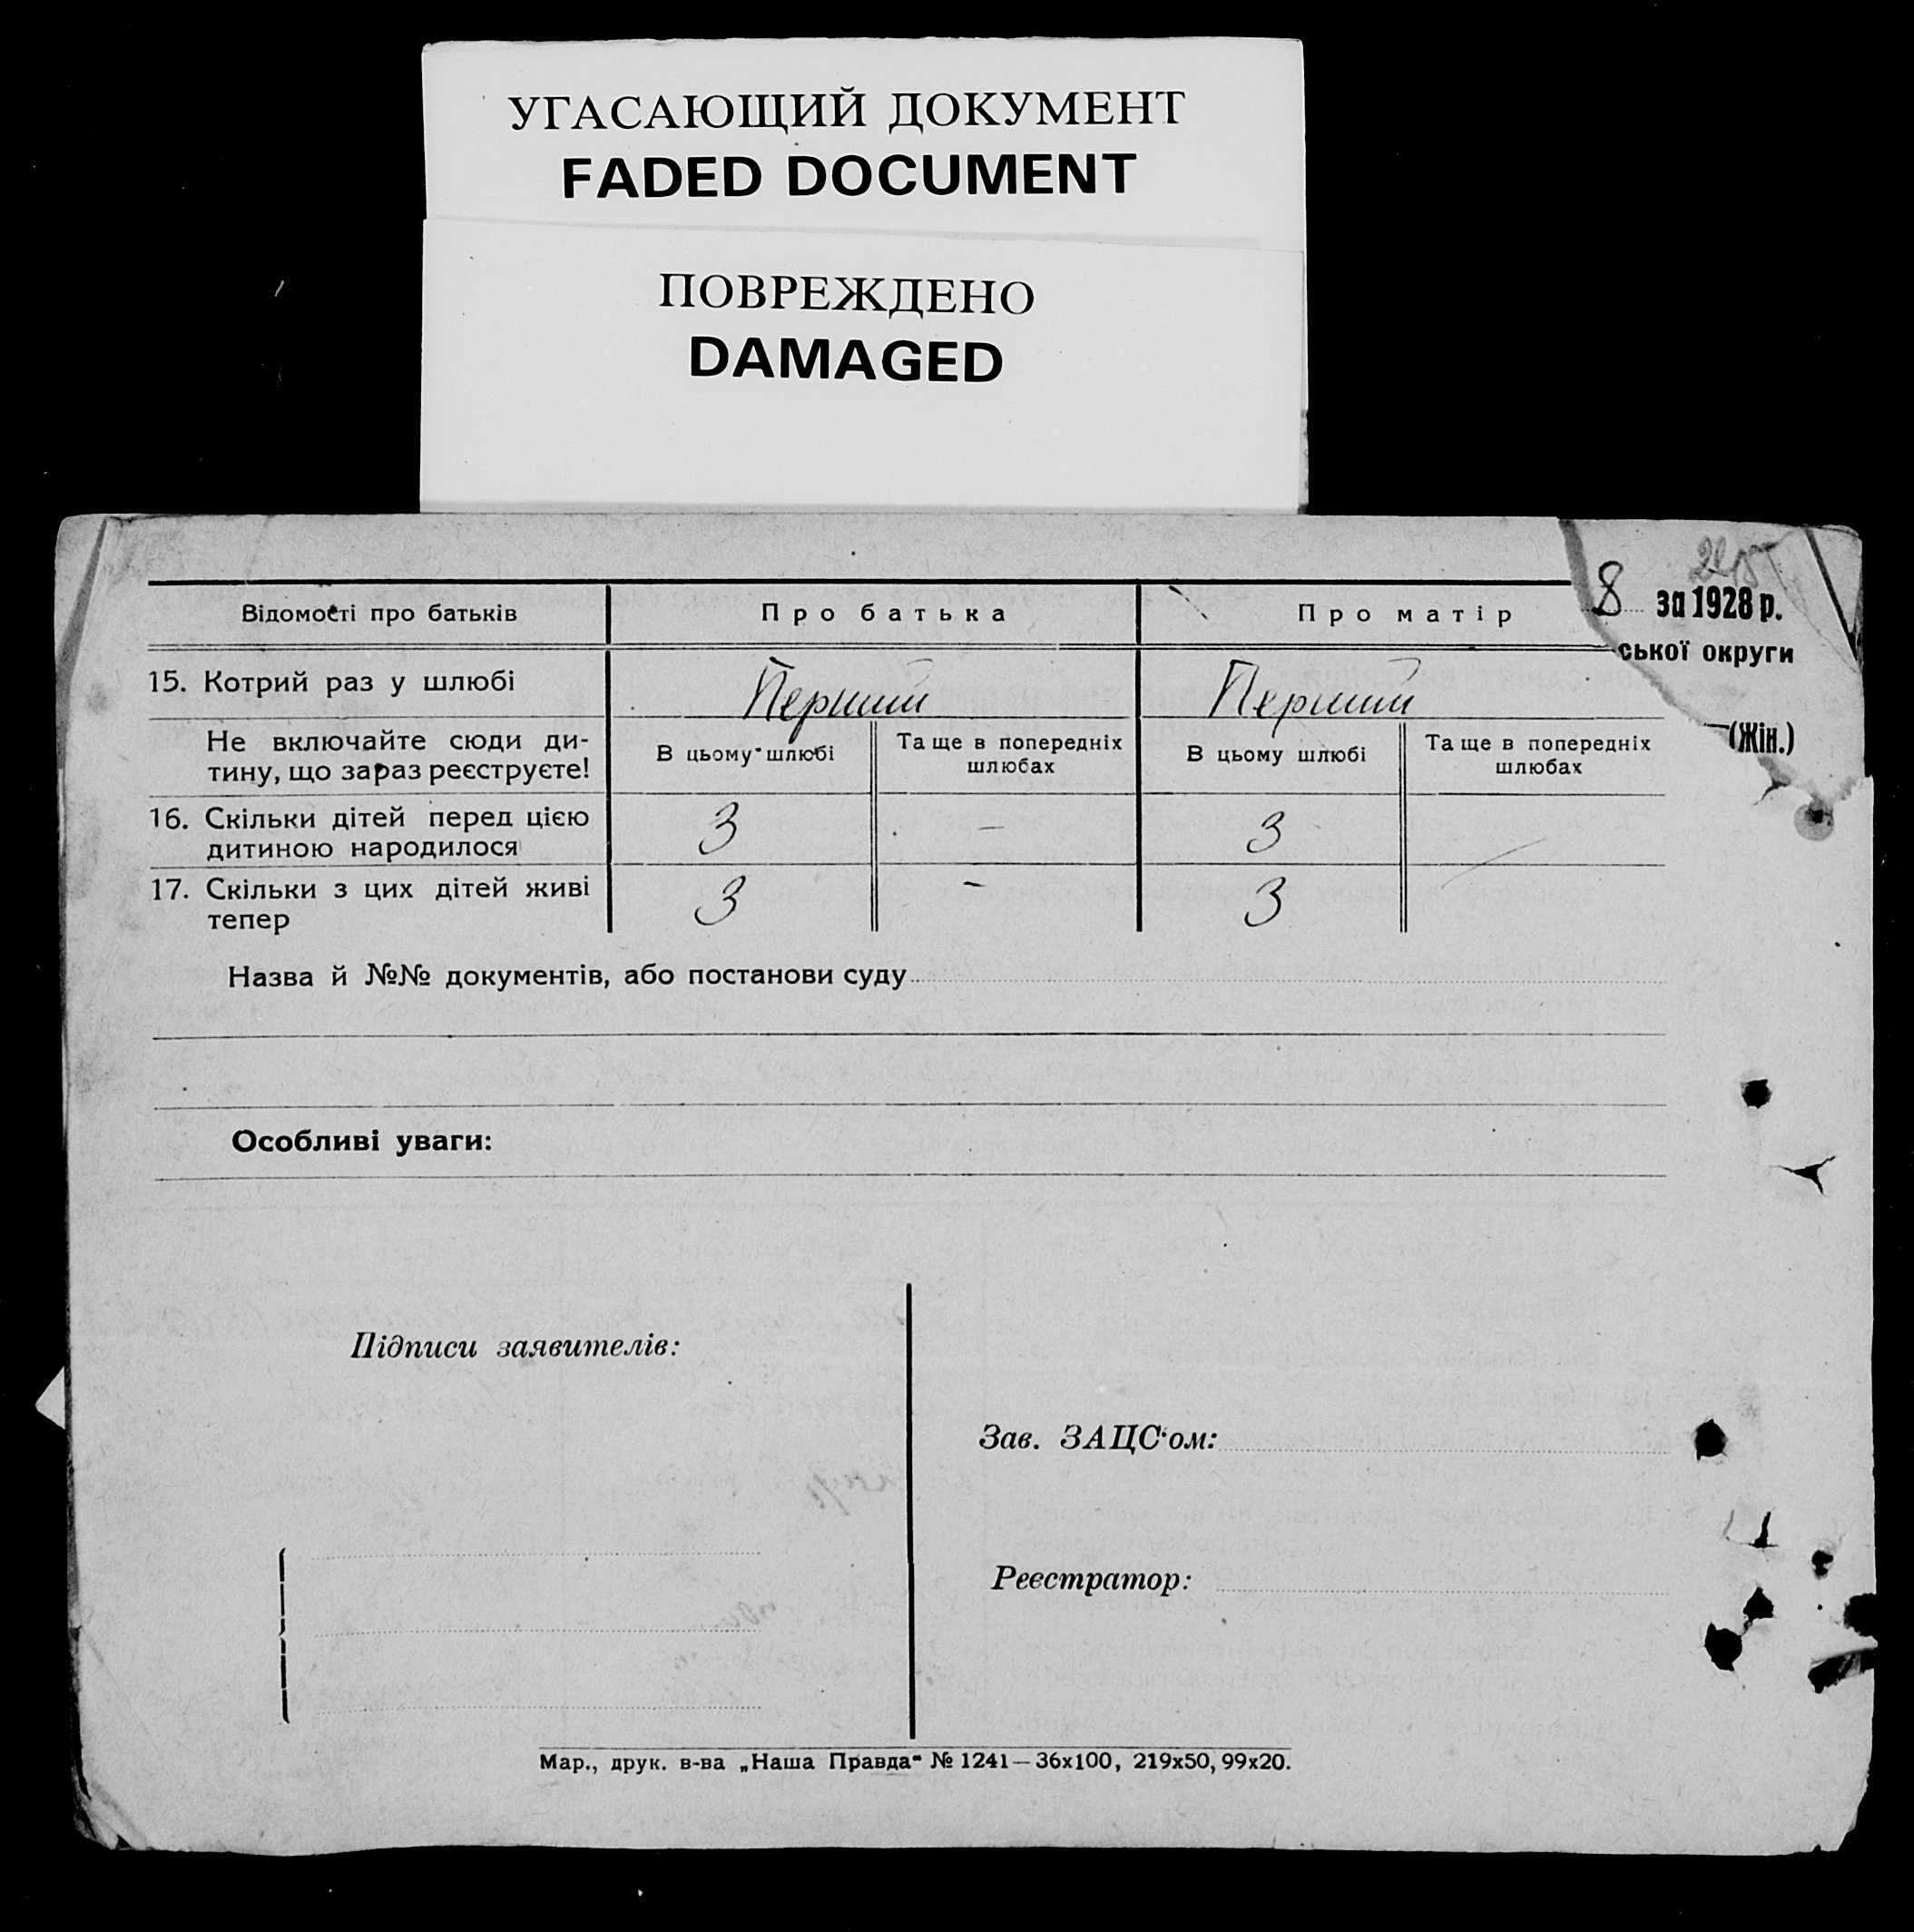 УГАСАЮЩИЙ ДОКУМЕНТ
FADED DOCUMENT
ПОВРЕЖДЕНО
DAMAGED
8 за 1928 р.
ської округи
(Жін.)
Відомості про батьків Про батька Про матір
15. Котрий раз у шлюбі Перший Перший
Не включайте сюди ди-
тину, що зараз реєструєте!
В цьому шлюбі
Та ще в попередніх
шлюбах
В цьому шлюбі
Та ще в попередніх
шлюбах
16. Скільки дітей перед цією
дитиною народилося
3 – 3
17. Скільки з цих дітей живі
тепер
3 – 3
Назва й №№ документів, або постанови суду
Особливі уваги:
Підписи заявителів:
Зав. ЗАЦС'ом:
Реєстратор:
Мар., друк. в-ва „Наша Правда" № 1241—36х100, 219х50, 99х20.